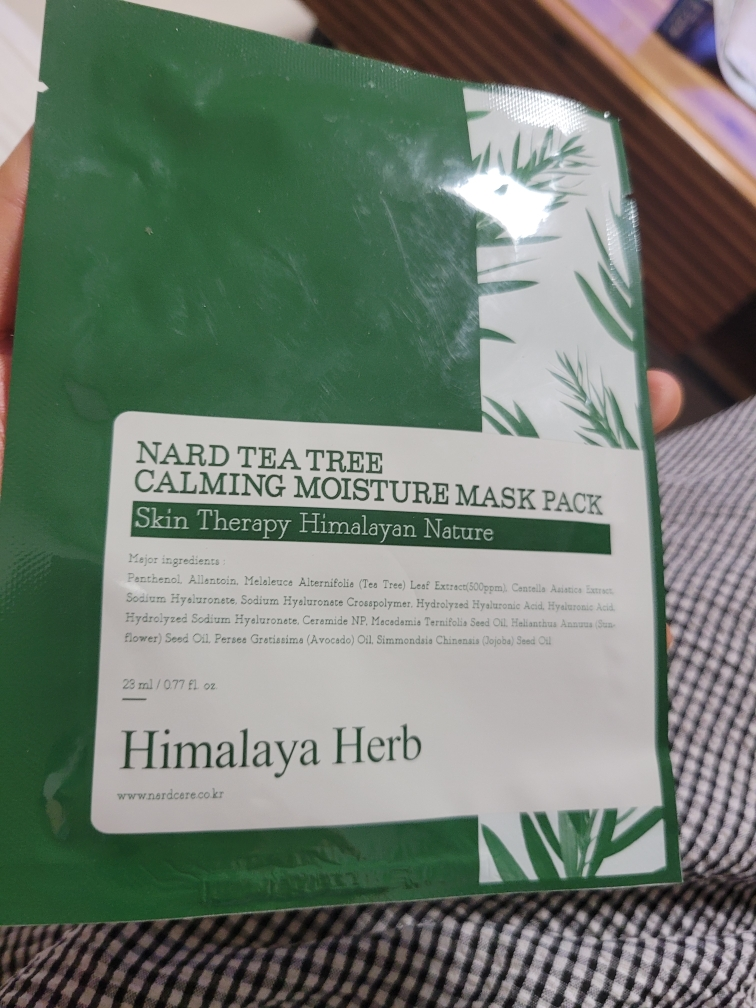 NARD TEA TREE
CALMING MOISTURE MASK PACK
Skin Therapy Himalayan Nature
Major ingredients :
Panthenol, Allantoin, Melaleuca Alternifolia (Tea Tree) Leaf Extract(500ppm), Centella Asiatica Extract,
Sodium Hyaluronate, Sodium Hyaluronate Crosspolymer, Hydrolyzed Hyaluronic Acid, Hyaluronic Acid,
Hydrolyzed Sodium Hyaluronate, Ceramide NP, Macadamia Ternifolia Seed Oil, Helianthus Annuus (Sun-
flower) Seed Oil, Persea Gratissima (Avocado) Oil, Simmondsia Chinensis (Jojoba) Seed Oil
23 ml / 0.77 fl. oz.
Himalaya Herb
www.nardcare.co.kr